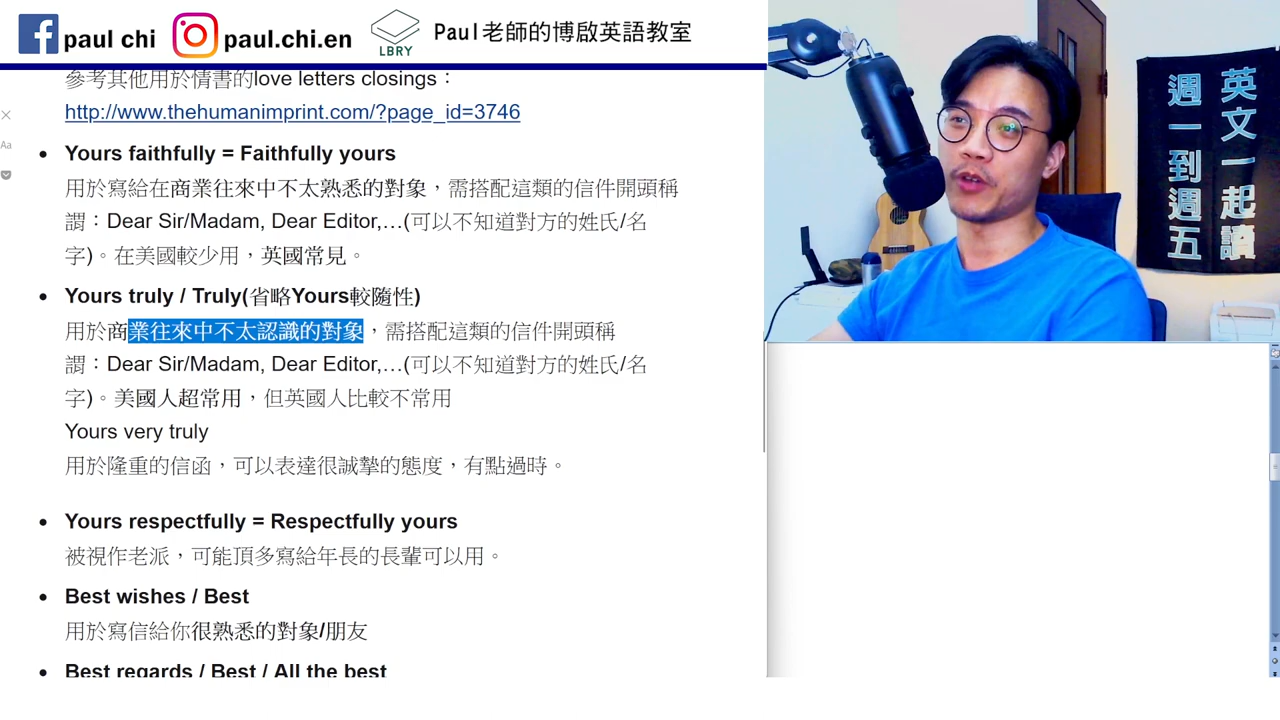 paul chi
paul.chi.en
LBRY
Paul老師的博啟英語教室
參考其他用於情書的love letters closings：
http://www.thehumanimprint.com/?page_id=3746
Yours faithfully = Faithfully yours
用於寫給在商業往來中不太熟悉的對象，需搭配這類的信件開頭稱
謂：Dear Sir/Madam, Dear Editor,…(可以不知道對方的姓氏/名
字)。在美國較少用，英國常見。
Yours truly / Truly(省略Yours較隨性)
用於商業往來中不太認識的對象，需搭配這類的信件開頭稱
謂：Dear Sir/Madam, Dear Editor,…(可以不知道對方的姓氏/名
字)。美國人超常用，但英國人比較不常用
Yours very truly
用於隆重的信函，可以表達很誠摯的態度，有點過時。
Yours respectfully = Respectfully yours
被視作老派，可能頂多寫給年長的長輩可以用。
Best wishes / Best
用於寫信給你很熟悉的對象/朋友
Best regards / Best / All the best
Aa
英文一起讀
週一到週五